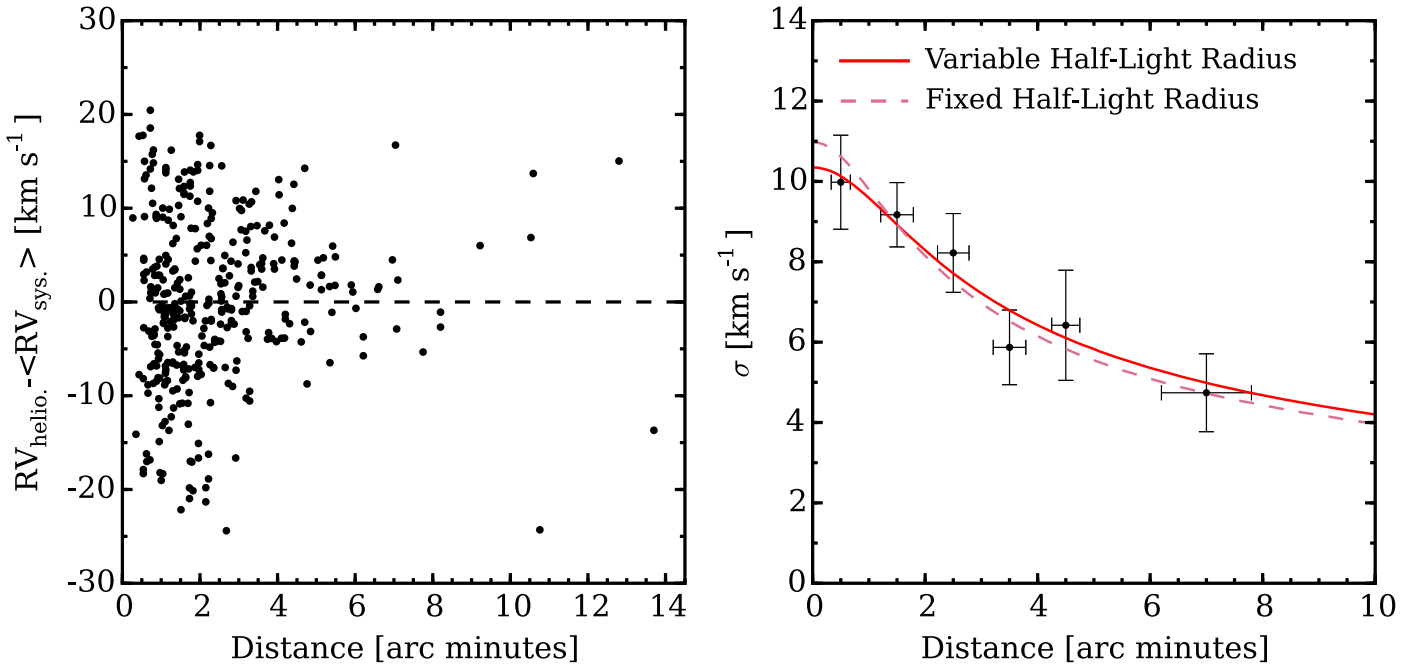 30
20
10
0
-10
-20
-30
RV_helio.-<RV_sys.> [km s^-1]
0 2 4 6 8 10 12 14
Distance [arc minutes]
14
12
10
8
6
4
2
0
σ [km s^-1]
Variable Half-Light Radius
Fixed Half-Light Radius
0 2 4 6 8 10
Distance [arc minutes]